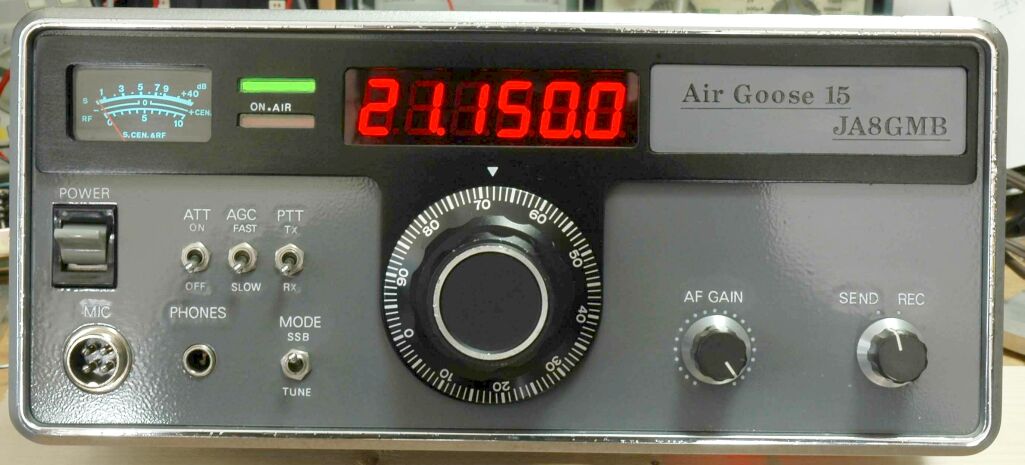 1 3 5 7 9 +40 dB
S
0
- +CEN.
RF
0 5 10
S.CEN.&RF
ON.AIR
21.150.0
Air Goose 15
JA8GMB
POWER
ATT AGC PTT
ON FAST TX
OFF SLOW RX
MIC
PHONES
MODE
SSB
TUNE
0 10 20 30 40 50 60 70 80 90
AF GAIN
SEND REC